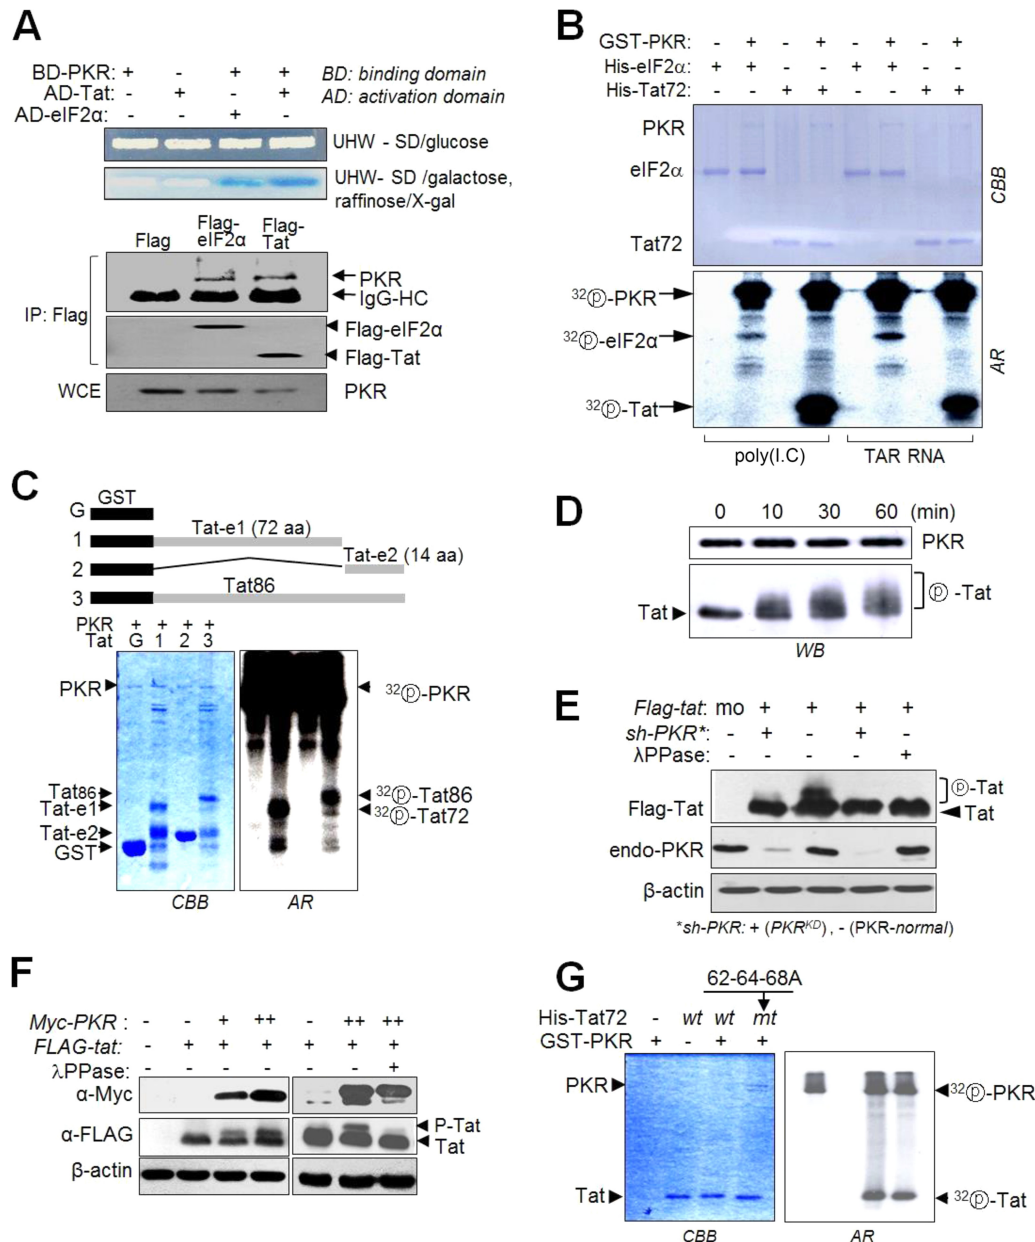 A
BD-PKR: + - + +
AD-Tat: - + - +
AD-eIF2α: - - + -
BD: binding domain
AD: activation domain
UHW - SD/glucose
UHW- SD /galactose,
raffinose/X-gal
Flag
Flag-
eIF2α
Flag-
Tat
IP: Flag
PKR
IgG-HC
Flag-eIF2α
Flag-Tat
WCE
PKR
B
GST-PKR: - + - + - + - +
His-eIF2α: + + - - + + - -
His-Tat72: - - + + - - + +
PKR
eIF2α
Tat72
CBB
32ⓟ-PKR
32ⓟ-eIF2α
32ⓟ-Tat
AR
poly(I.C)
TAR RNA
C
GST
G
1 Tat-e1 (72 aa)
2 Tat-e2 (14 aa)
3 Tat86
PKR + + + +
Tat G 1 2 3
PKR
Tat86
Tat-e1
Tat-e2
GST
32ⓟ-PKR
32ⓟ-Tat86
32ⓟ-Tat72
CBB
AR
D
0 10 30 60 (min)
PKR
Tat
ⓟ -Tat
WB
E
Flag-tat: mo + + + +
sh-PKR*: - + - + -
λPPase: - - - - +
Flag-Tat
ⓟ-Tat
Tat
endo-PKR
β-actin
*sh-PKR: + (PKRKD) , - (PKR-normal)
F
Myc-PKR : - - + ++ - ++ ++
FLAG-tat: - + + + + + +
λPPase: - - - - - - +
α-Myc
α-FLAG
P-Tat
Tat
β-actin
G
62-64-68A
His-Tat72 - wt wt mt
GST-PKR + - + +
PKR
Tat
32ⓟ-PKR
32ⓟ-Tat
CBB
AR